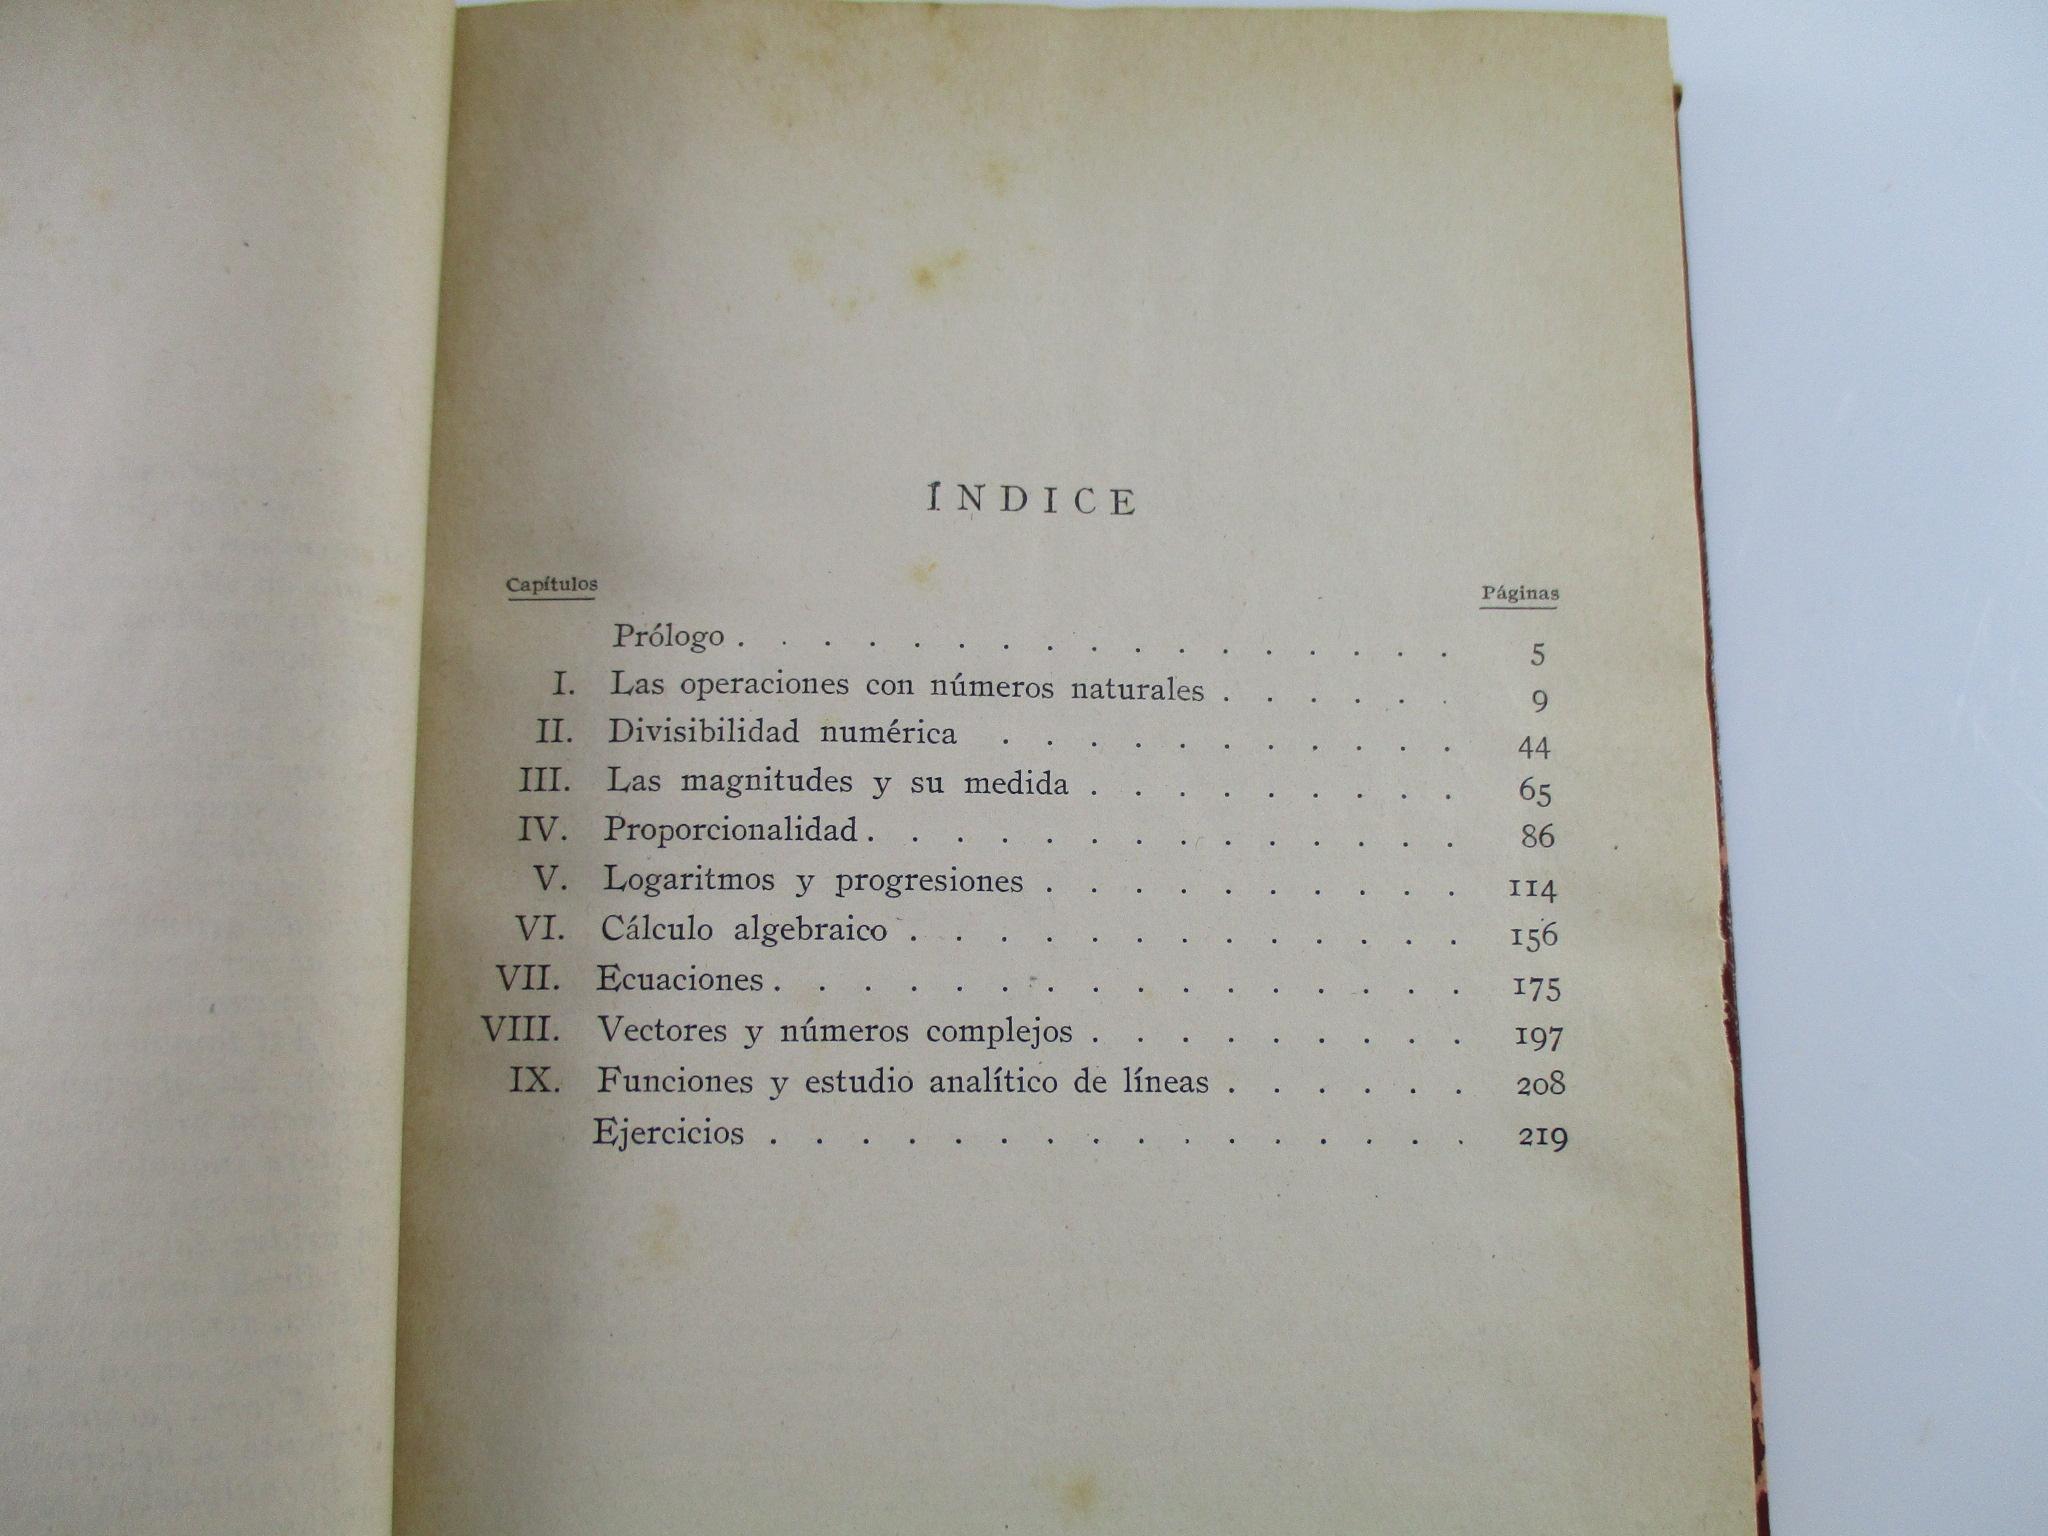 ÍNDICE
Capítulos Páginas
Prólogo . . . . . . . . . . . . . . . . . 5
I. Las operaciones con números naturales . . . . . . 9
II. Divisibilidad numérica . . . . . . . . . . . 44
III. Las magnitudes y su medida . . . . . . . . . 65
IV. Proporcionalidad . . . . . . . . . . . . . . 86
V. Logaritmos y progresiones . . . . . . . . . . 114
VI. Cálculo algebraico . . . . . . . . . . . . . 156
VII. Ecuaciones . . . . . . . . . . . . . . . . 175
VIII. Vectores y números complejos . . . . . . . . . 197
IX. Funciones y estudio analítico de líneas . . . . . . 208
Ejercicios . . . . . . . . . . . . . . . . 219